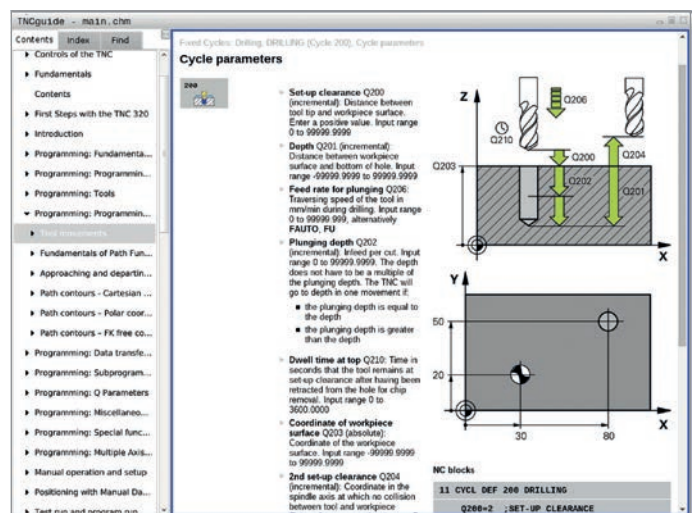 TNCguide - main.chm
Contents Index Find
Controls of the TNC
Fundamentals
Contents
First Steps with the TNC 320
Introduction
Programming: Fundamenta...
Programming: Programmin...
Programming: Tools
Programming: Programmin...
Tool movements
Fundamentals of Path Fun...
Approaching and departin...
Path contours - Cartesian ...
Path contours - Polar coor...
Path contours - FK free co...
Programming: Data transfe...
Programming: Subprogram...
Programming: Q Parameters
Programming: Miscellaneo...
Programming: Special func...
Programming: Multiple Axis...
Manual operation and setup
Positioning with Manual Da...
Test run and program run
Fixed Cycles: Drilling, DRILLING (Cycle 200), Cycle parameters
Cycle parameters
200
Set-up clearance Q200
(incremental): Distance between
tool tip and workpiece surface.
Enter a positive value. Input range
0 to 99999.9999
Depth Q201 (incremental):
Distance between workpiece
surface and bottom of hole. Input
range -99999.9999 to 99999.9999
Feed rate for plunging Q206:
Traversing speed of the tool in
mm/min during drilling. Input range
0 to 99999.999, alternatively
FAUTO, FU
Plunging depth Q202
(incremental): Infeed per cut. Input
range 0 to 99999.9999. The depth
does not have to be a multiple of
the plunging depth. The TNC will
go to depth in one movement if:
the plunging depth is equal to
the depth
the plunging depth is greater
than the depth
Dwell time at top Q210: Time in
seconds that the tool remains at
set-up clearance after having been
retracted from the hole for chip
removal. Input range 0 to
3600.0000
Coordinate of workpiece
surface Q203 (absolute):
Coordinate of the workpiece
surface. Input range -99999.9999
to 99999.9999
2nd set-up clearance Q204
(incremental): Coordinate in the
spindle axis at which no collision
between tool and workpiece
Z
Q206
Q210
Q200
Q204
Q203
Q202
Q201
X
Y
50
20
30
80
X
NC blocks
11 CYCL DEF 200 DRILLING
Q200=2 ;SET-UP CLEARANCE